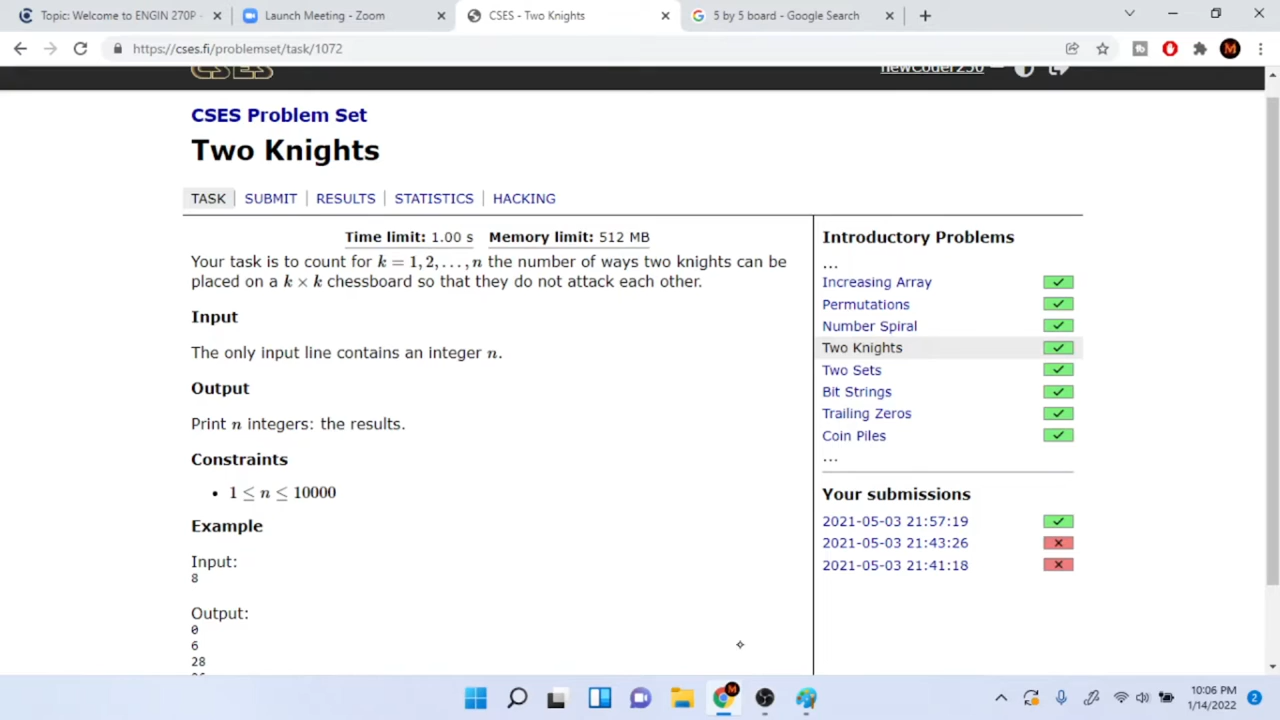 Topic: Welcome to ENGIN 270P -
Launch Meeting - Zoom
CSES - Two Knights
5 by 5 board - Google Search
https://cses.fi/problemset/task/1072
CSES
newCoder250 —
CSES Problem Set
Two Knights
TASK | SUBMIT | RESULTS | STATISTICS | HACKING
Time limit: 1.00 s Memory limit: 512 MB
Your task is to count for k = 1, 2, …, n the number of ways two knights can be
placed on a k × k chessboard so that they do not attack each other.
Input
The only input line contains an integer n.
Output
Print n integers: the results.
Constraints
• 1 ≤ n ≤ 10000
Example
Input:
8
Output:
0
6
28
Introductory Problems
...
Increasing Array
Permutations
Number Spiral
Two Knights
Two Sets
Bit Strings
Trailing Zeros
Coin Piles
...
Your submissions
2021-05-03 21:57:19
2021-05-03 21:43:26
2021-05-03 21:41:18
10:06 PM
1/14/2022
2